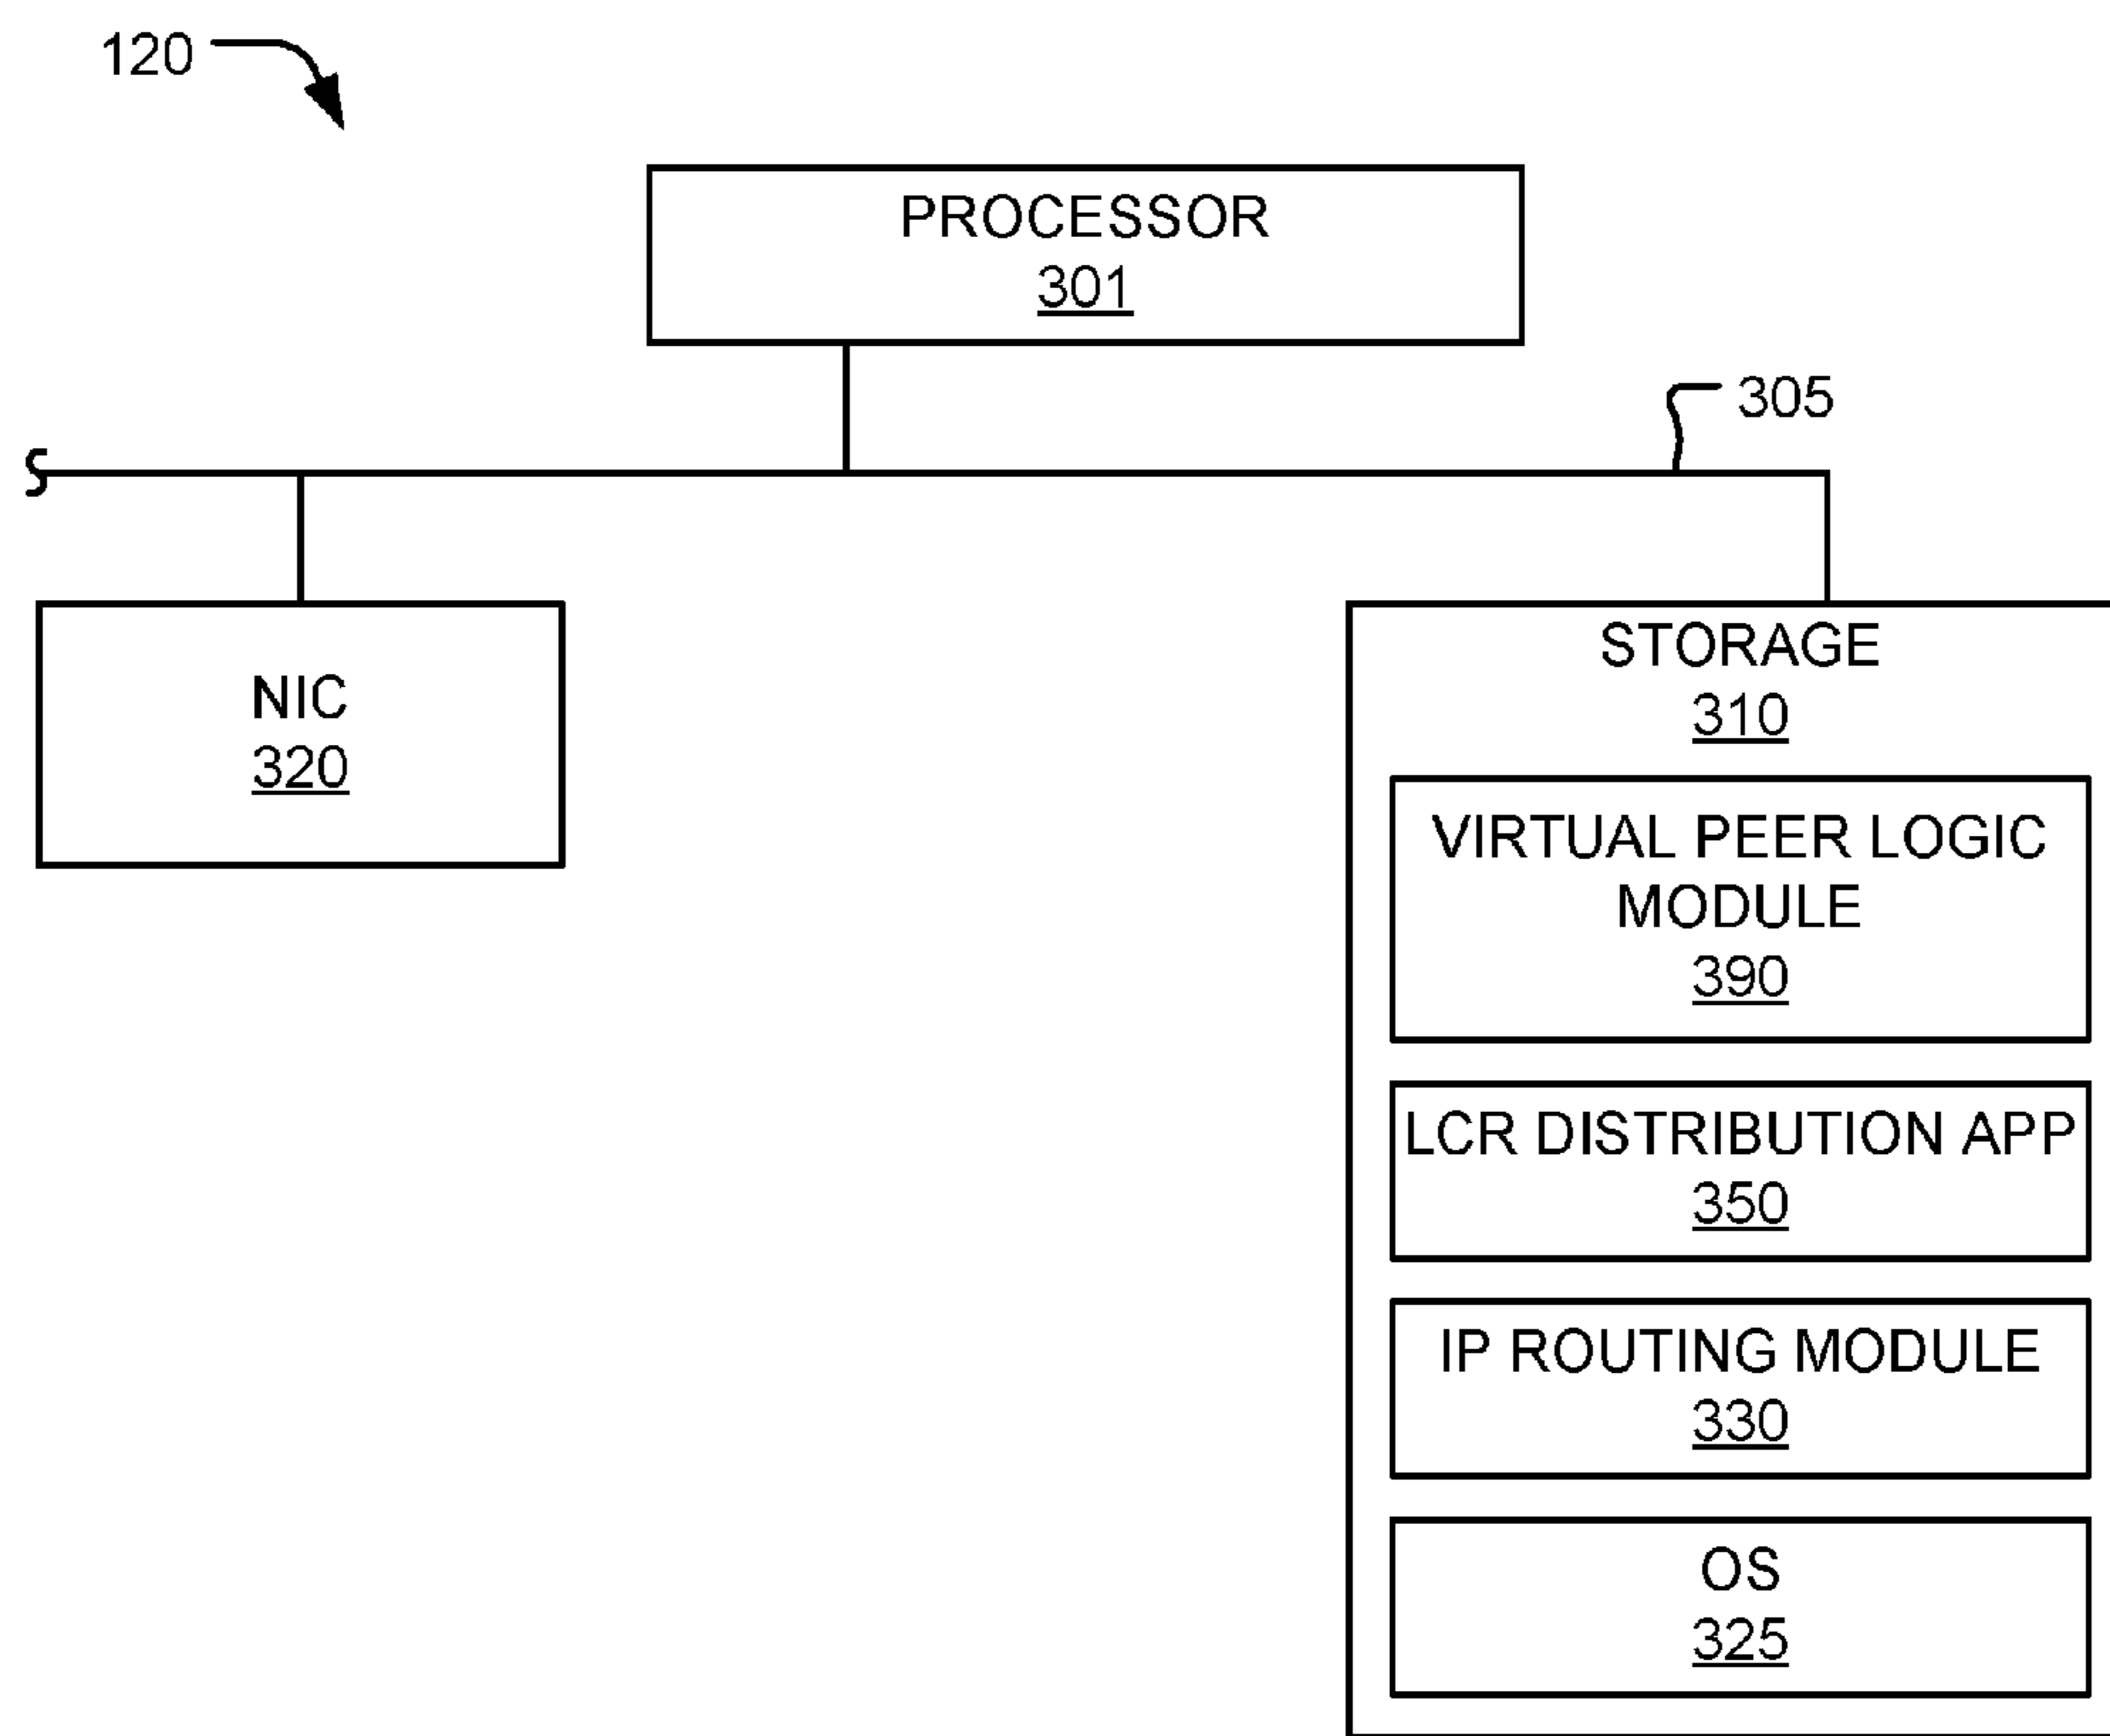 120
PROCESSOR
301
305
NIC
320
STORAGE
310
VIRTUAL PEER LOGIC
MODULE
390
LCR DISTRIBUTION APP
350
IP ROUTING MODULE
330
OS
325